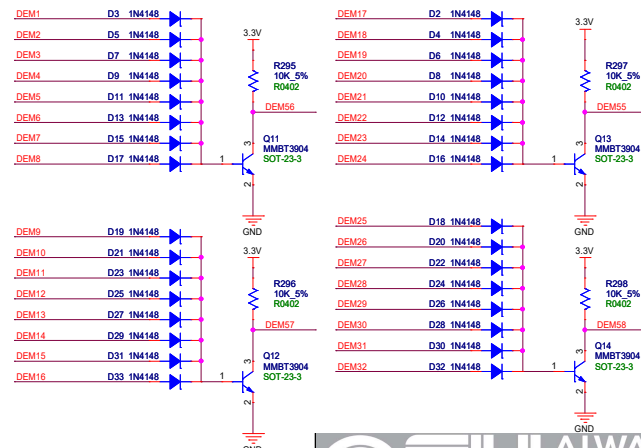 DEM1 D3 1N4148
DEM2 D5 1N4148
DEM3 D7 1N4148
DEM4 D9 1N4148
DEM5 D11 1N4148
DEM6 D13 1N4148
DEM7 D15 1N4148
DEM8 D17 1N4148
3.3V
R295
10K_5%
R0402
DEM56
3
Q11
MMBT3904
SOT-23-3
1
2
GND
DEM17 D2 1N4148
DEM18 D4 1N4148
DEM19 D6 1N4148
DEM20 D8 1N4148
DEM21 D10 1N4148
DEM22 D12 1N4148
DEM23 D14 1N4148
DEM24 D16 1N4148
3.3V
R297
10K_5%
R0402
DEM55
3
Q13
MMBT3904
SOT-23-3
1
2
GND
DEM9 D19 1N4148
DEM10 D21 1N4148
DEM11 D23 1N4148
DEM12 D25 1N4148
DEM13 D27 1N4148
DEM14 D29 1N4148
DEM15 D31 1N4148
DEM16 D33 1N4148
3.3V
R296
10K_5%
R0402
DEM57
3
Q12
MMBT3904
SOT-23-3
1
2
GND
DEM25 D18 1N4148
DEM26 D20 1N4148
DEM27 D22 1N4148
DEM28 D24 1N4148
DEM29 D26 1N4148
DEM30 D28 1N4148
DEM31 D30 1N4148
DEM32 D32 1N4148
3.3V
R298
10K_5%
R0402
DEM58
3
Q14
MMBT3904
SOT-23-3
1
2
GND